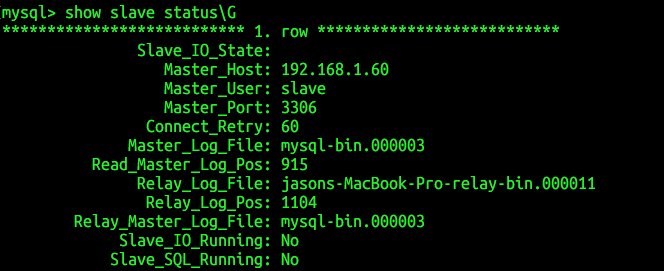 mysql> show slave status\G
*************************** 1. row ***************************
Slave_IO_State:
Master_Host: 192.168.1.60
Master_User: slave
Master_Port: 3306
Connect_Retry: 60
Master_Log_File: mysql-bin.000003
Read_Master_Log_Pos: 915
Relay_Log_File: jasons-MacBook-Pro-relay-bin.000011
Relay_Log_Pos: 1104
Relay_Master_Log_File: mysql-bin.000003
Slave_IO_Running: No
Slave_SQL_Running: No